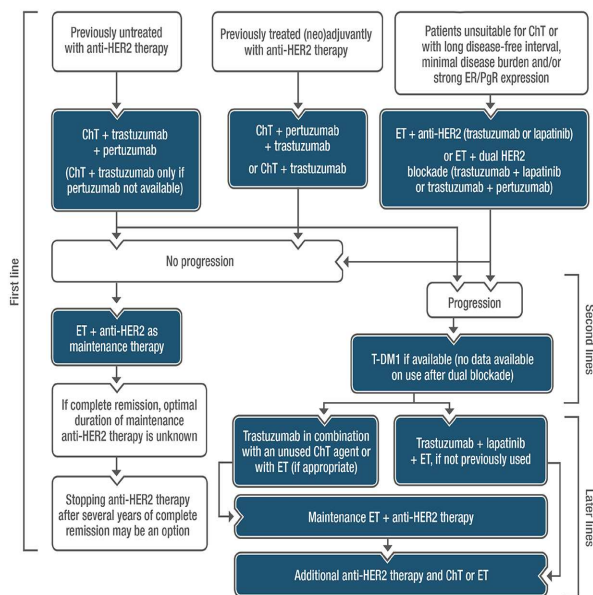 Previously untreated
with anti-HER2 therapy
Previously treated (neo)adjuvantly
with anti-HER2 therapy
Patients unsuitable for ChT or
with long disease-free interval,
minimal disease burden and/or
strong ER/PgR expression
ChT + trastuzumab
+ pertuzumab
(ChT + trastuzumab only if
pertuzumab not available)
ChT + pertuzumab
+ trastuzumab
or ChT + trastuzumab
ET + anti-HER2 (trastuzumab or lapatinib)
or ET + dual HER2
blockade (trastuzumab + lapatinib
or trastuzumab + pertuzumab)
First line
No progression
Progression
Second lines
ET + anti-HER2 as
maintenance therapy
T-DM1 if available (no data available
on use after dual blockade)
If complete remission, optimal
duration of maintenance
anti-HER2 therapy is unknown
Trastuzumab in combination
with an unused ChT agent or
with ET (if appropriate)
Trastuzumab + lapatinib
+ ET, if not previously used
Later lines
Stopping anti-HER2 therapy
after several years of complete
remission may be an option
Maintenance ET + anti-HER2 therapy
Additional anti-HER2 therapy and ChT or ET